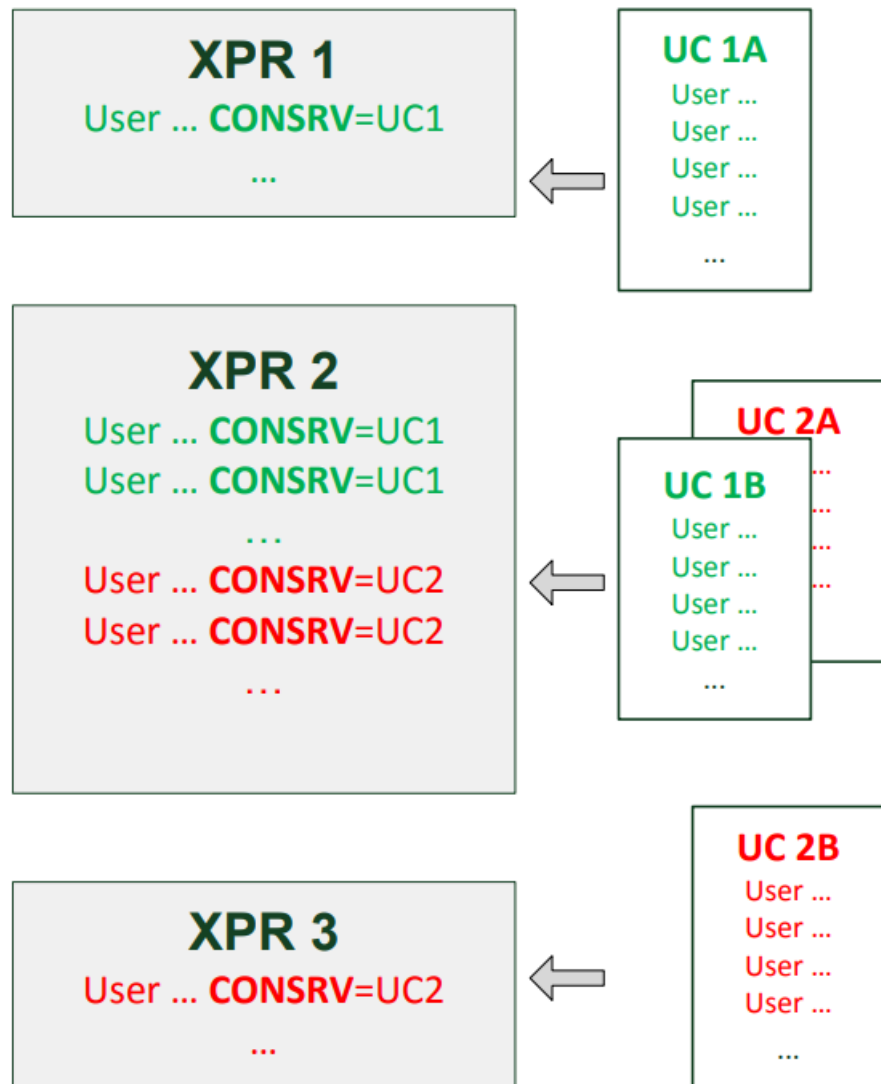 XPR 1
User ... CONSRV=UC1
...
UC 1A
User ...
User ...
User ...
User ...
...
XPR 2
User ... CONSRV=UC1
User ... CONSRV=UC1
...
User ... CONSRV=UC2
User ... CONSRV=UC2
...
UC 2A
...
...
...
...
UC 1B
User ...
User ...
User ...
User ...
...
XPR 3
User ... CONSRV=UC2
...
UC 2B
User ...
User ...
User ...
User ...
...